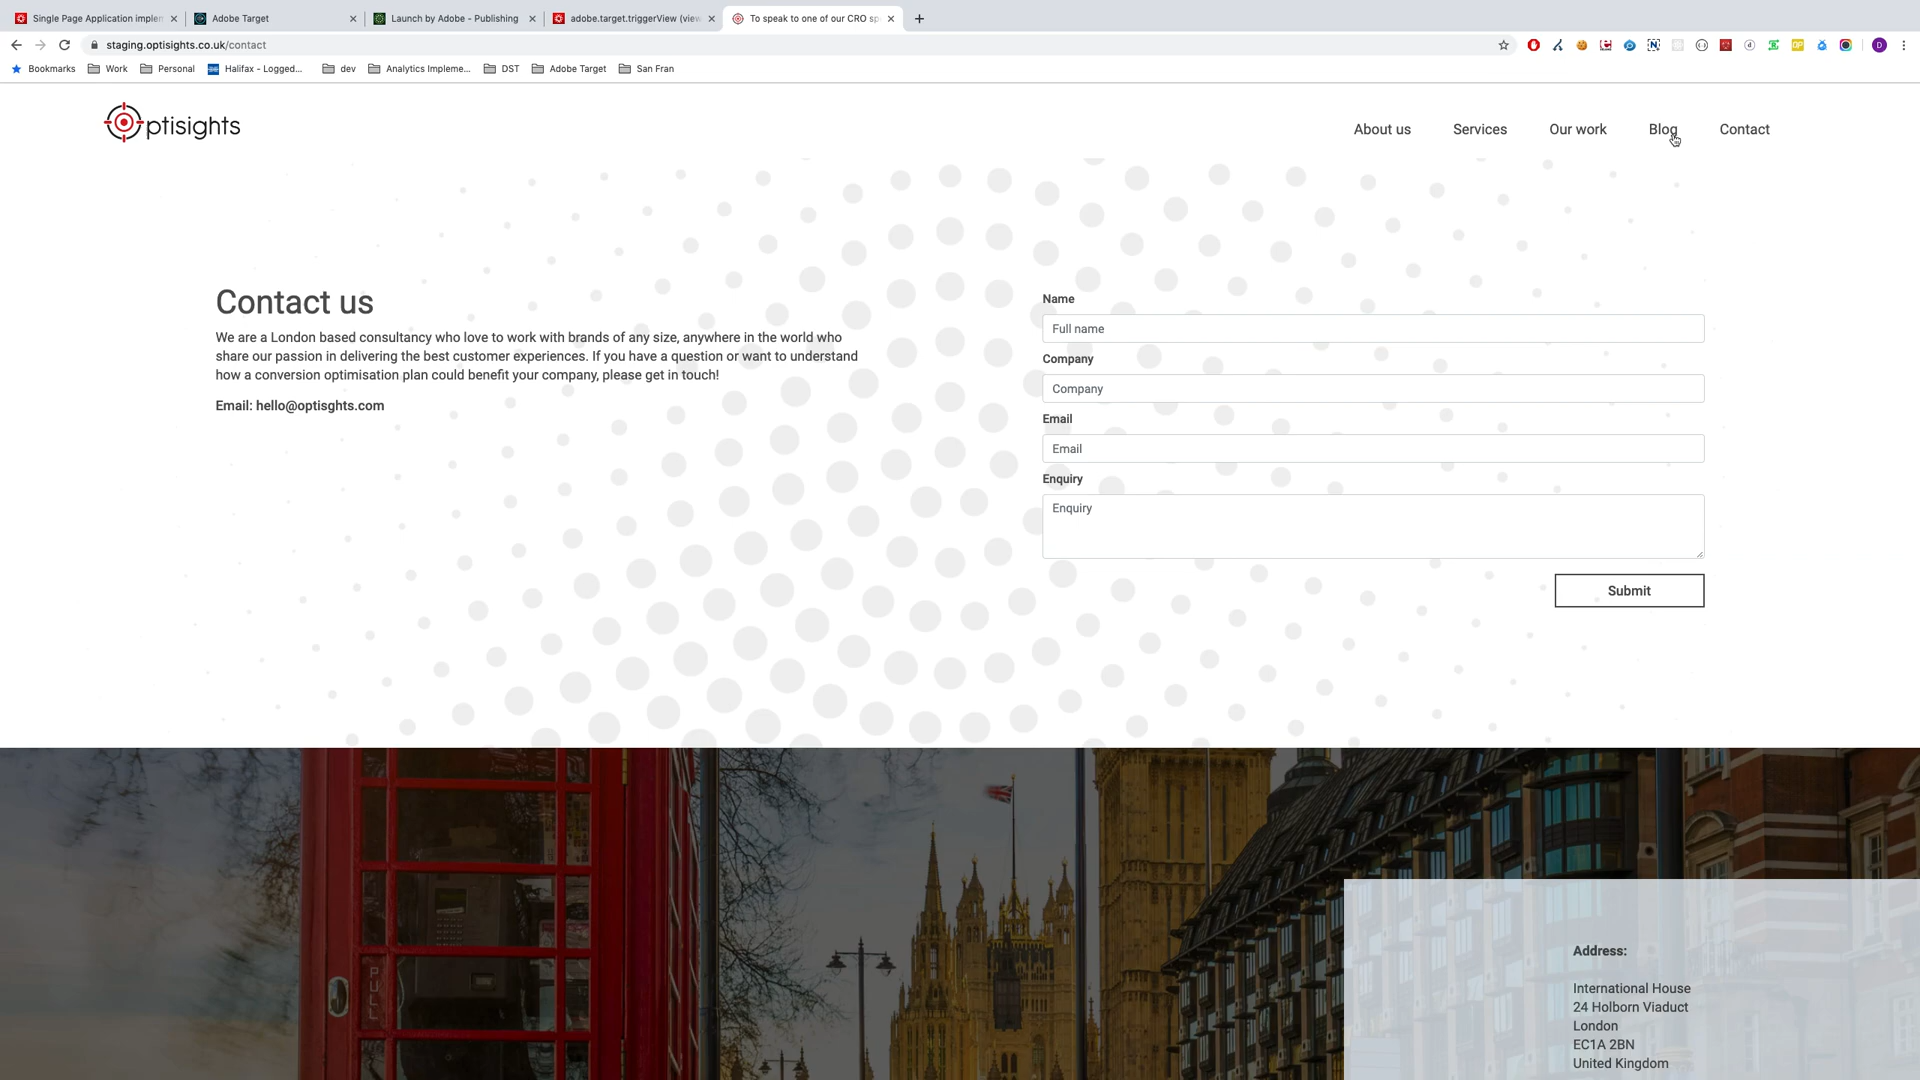 Single Page Application implem
Adobe Target
Launch by Adobe - Publishing
adobe.target.triggerView (view
To speak to one of our CRO sp
staging.optisights.co.uk/contact
Bookmarks
Work
Personal
Halifax - Logged...
dev
Analytics Impleme...
DST
Adobe Target
San Fran
D
ptisights
About us
Services
Our work
Blog
Contact
Contact us
We are a London based consultancy who love to work with brands of any size, anywhere in the world who
share our passion in delivering the best customer experiences. If you have a question or want to understand
how a conversion optimisation plan could benefit your company, please get in touch!
Email: hello@optisghts.com
Name
Full name
Company
Company
Email
Email
Enquiry
Enquiry
Submit
PULL
Address:
International House
24 Holborn Viaduct
London
EC1A 2BN
United Kingdom